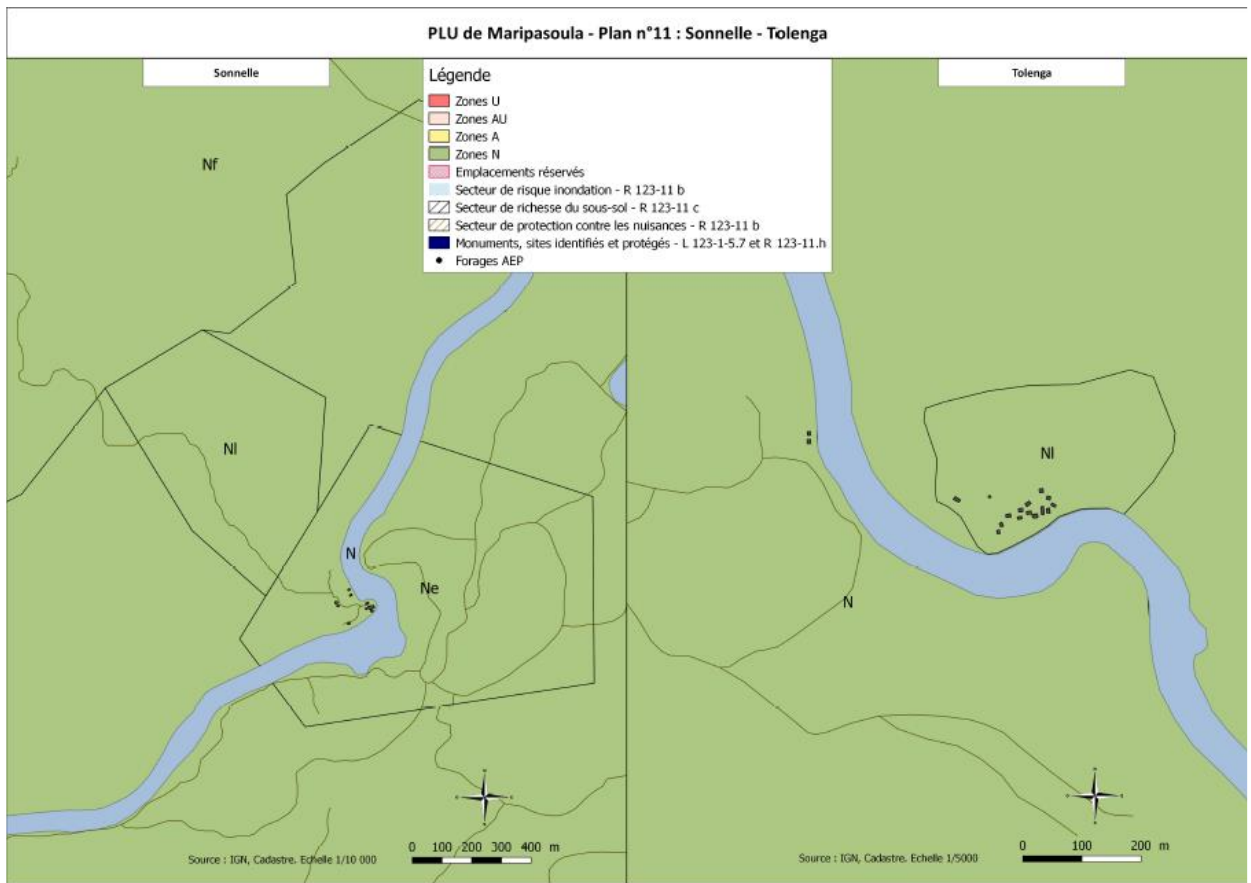 PLU de Maripasoula - Plan n°11 : Sonnelle - Tolenga
Sonnelle
Légende
Zones U
Zones AU
Zones A
Zones N
Emplacements réservés
Secteur de risque inondation - R 123-11 b
Secteur de richesse du sous-sol - R 123-11 c
Secteur de protection contre les nuisances - R 123-11 b
Monuments, sites identifiés et protégés - L 123-1-5.7 et R 123-11.h
Forages AEP
Tolenga
Nf
Nl
N
Ne
Source : IGN, Cadastre. Echelle 1/10 000
0 100 200 300 400 m
Nl
N
Source : IGN, Cadastre. Echelle 1/5000
0 100 200 m